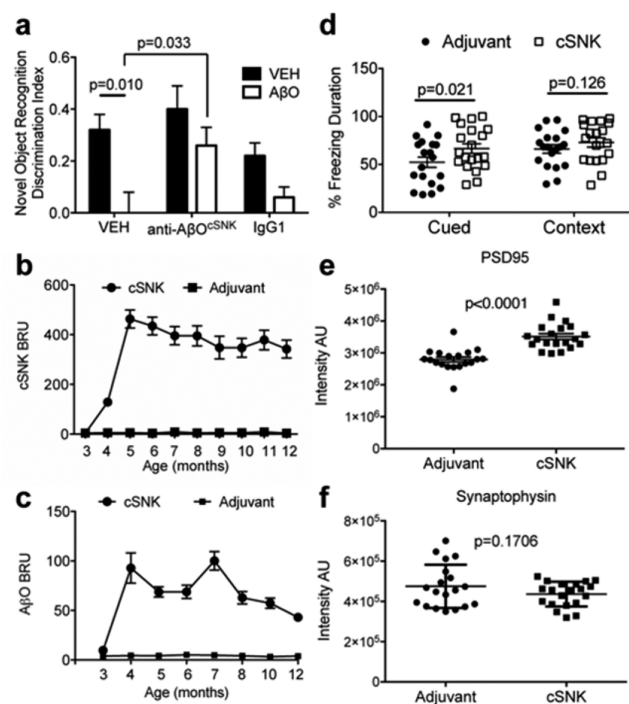 a
p=0.033
p=0.010
VEH
AβO
Novel Object Recognition
Discrimination Index
0.6
0.4
0.2
0.0
VEH
anti-AβOcSNK
IgG1
b
cSNK
Adjuvant
cSNK BRU
600
400
200
0
3 4 5 6 7 8 9 10 11 12
Age (months)
c
cSNK
Adjuvant
AβO BRU
150
100
50
0
3 4 5 6 7 8 9 10 11 12
Age (months)
d
Adjuvant
cSNK
p=0.021
p=0.126
% Freezing Duration
150
100
50
0
Cued
Context
e
PSD95
p<0.0001
Intensity AU
5×10⁶
4×10⁶
3×10⁶
2×10⁶
1×10⁶
0
Adjuvant
cSNK
f
Synaptophysin
p=0.1706
Intensity AU
8×10⁵
6×10⁵
4×10⁵
2×10⁵
0
Adjuvant
cSNK